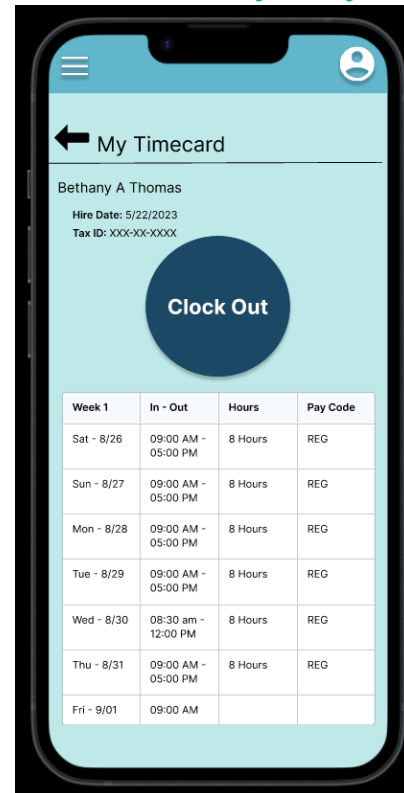 My Timecard
Bethany A Thomas
Hire Date: 5/22/2023
Tax ID: XXX-XX-XXXX
Clock Out
Week 1 In - Out Hours Pay Code
Sat - 8/26 09:00 AM - 8 Hours REG
05:00 PM
Sun - 8/27 09:00 AM - 8 Hours REG
05:00 PM
Mon - 8/28 09:00 AM - 8 Hours REG
05:00 PM
Tue - 8/29 09:00 AM - 8 Hours REG
05:00 PM
Wed - 8/30 08:30 am - 8 Hours REG
12:00 PM
Thu - 8/31 09:00 AM - 8 Hours REG
05:00 PM
Fri - 9/01 09:00 AM